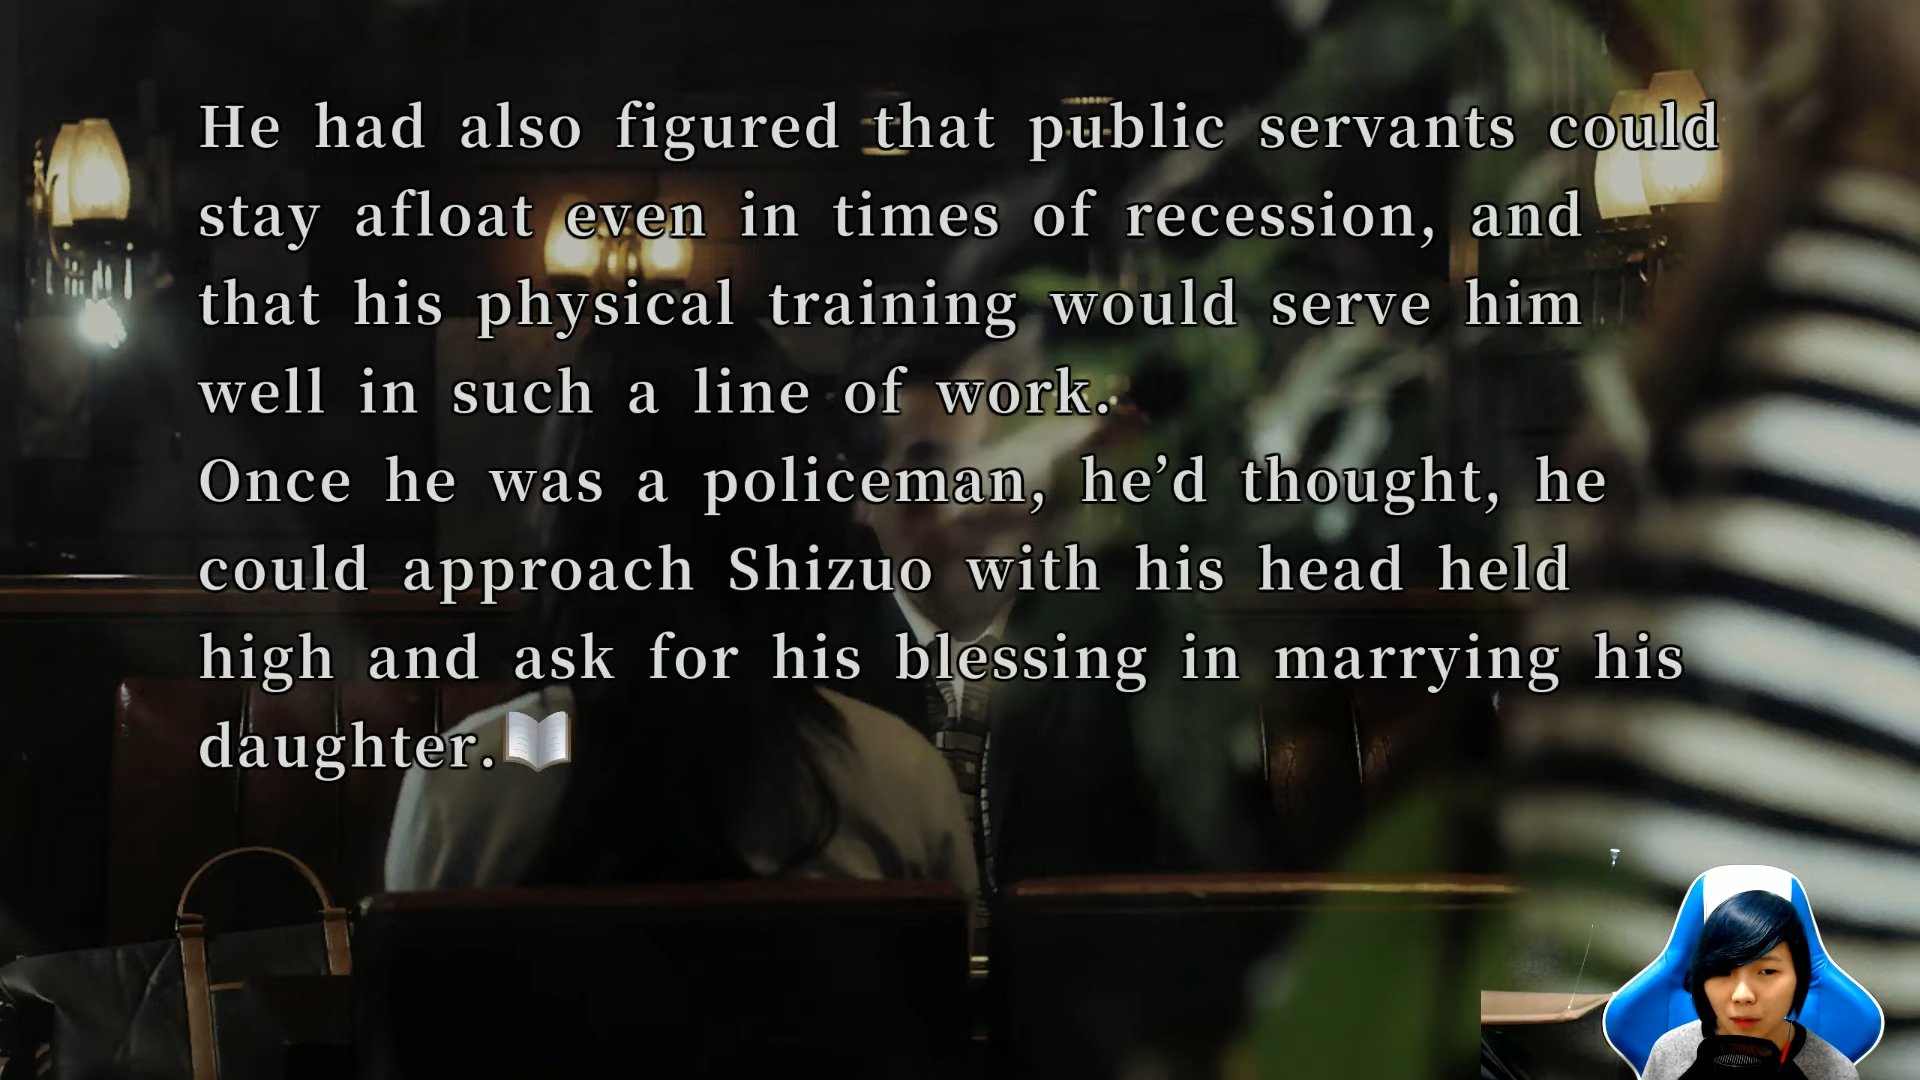 He had also figured that public servants could
stay afloat even in times of recession, and
that his physical training would serve him
well in such a line of work.
Once he was a policeman, he’d thought, he
could approach Shizuo with his head held
high and ask for his blessing in marrying his
daughter.